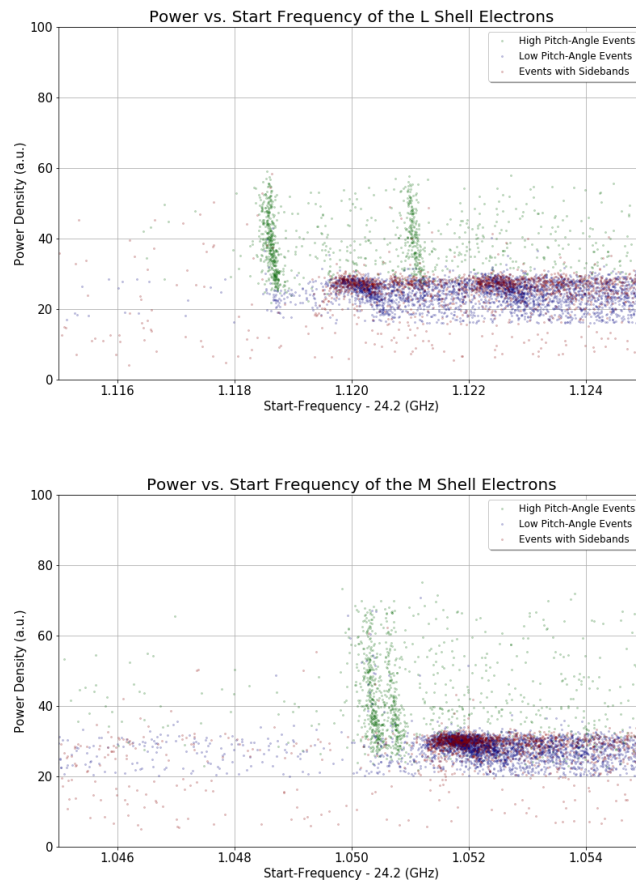 Power vs. Start Frequency of the L Shell Electrons
100
80
60
40
20
0
Power Density (a.u.)
High Pitch-Angle Events
Low Pitch-Angle Events
Events with Sidebands
1.116 1.118 1.120 1.122 1.124
Start-Frequency - 24.2 (GHz)
Power vs. Start Frequency of the M Shell Electrons
100
80
60
40
20
0
Power Density (a.u.)
High Pitch-Angle Events
Low Pitch-Angle Events
Events with Sidebands
1.046 1.048 1.050 1.052 1.054
Start-Frequency - 24.2 (GHz)